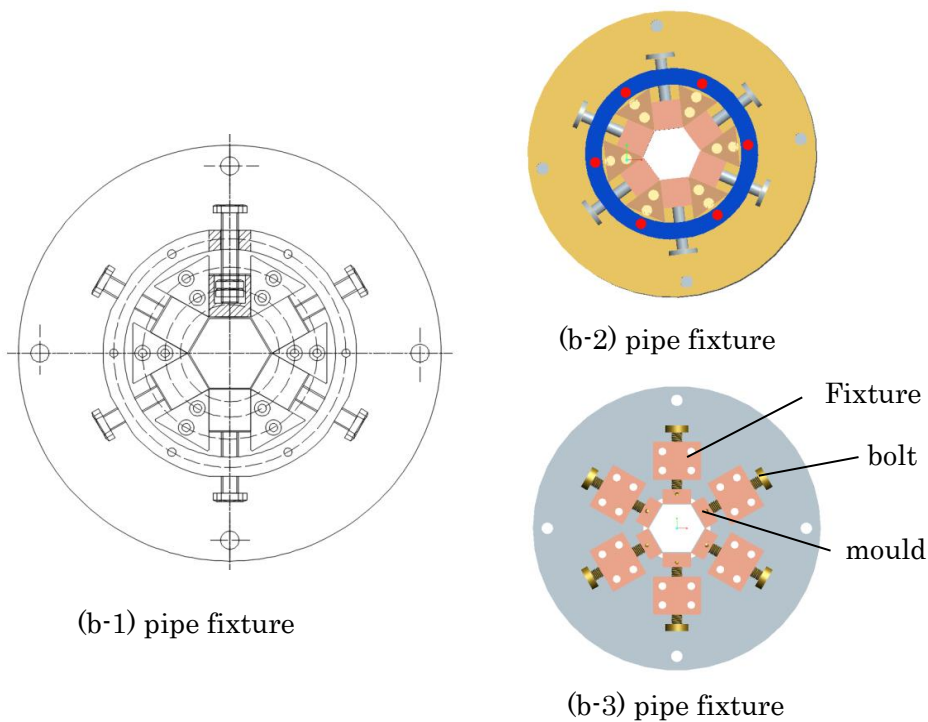 (b-2) pipe fixture
Fixture
bolt
mould
(b-1) pipe fixture
(b-3) pipe fixture